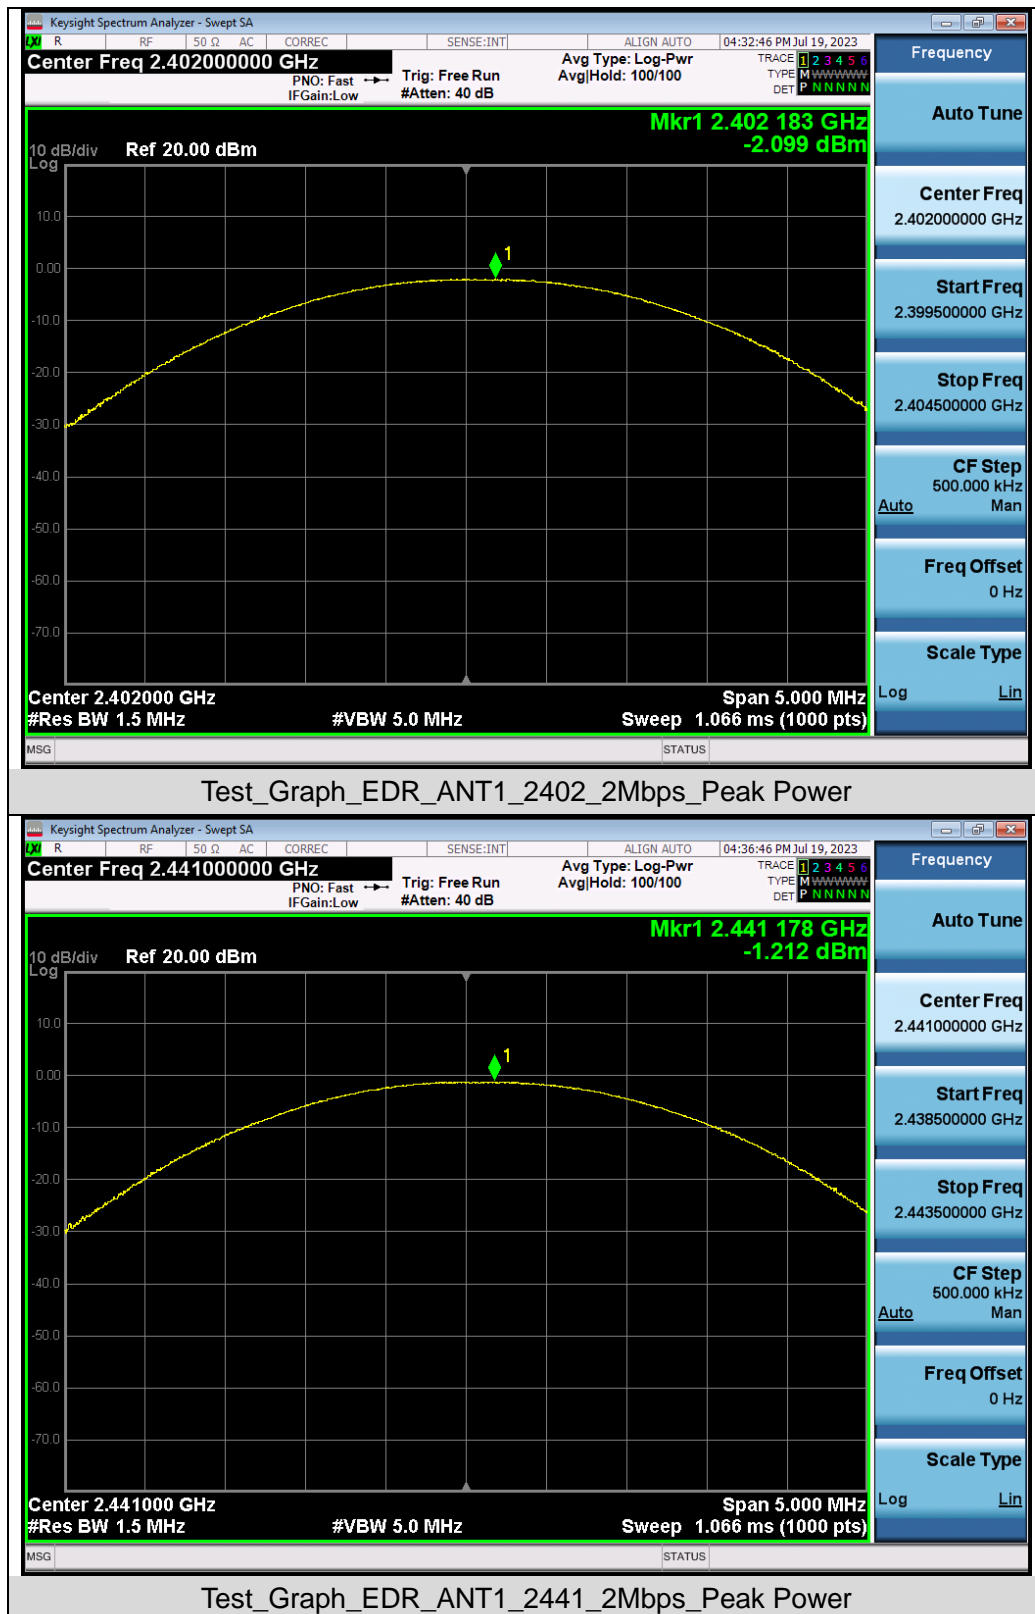 Keysight Spectrum Analyzer - Swept SA
LXI R RF 50 Ω AC CORREC SENSE:INT ALIGN AUTO 04:32:46 PM Jul 19, 2023
Center Freq 2.402000000 GHz
PNO: Fast
IFGain:Low
Trig: Free Run
#Atten: 40 dB
Avg Type: Log-Pwr
Avg|Hold: 100/100
TRACE 1 2 3 4 5 6
TYPE M W W W W W
DET P N N N N N
Mkr1 2.402 183 GHz
-2.099 dBm
10 dB/div Ref 20.00 dBm
Log
10.0
0.00
-10.0
-20.0
-30.0
-40.0
-50.0
-60.0
-70.0
1
Center 2.402000 GHz Span 5.000 MHz
#Res BW 1.5 MHz #VBW 5.0 MHz Sweep 1.066 ms (1000 pts)
MSG STATUS
Frequency
Auto Tune
Center Freq
2.402000000 GHz
Start Freq
2.399500000 GHz
Stop Freq
2.404500000 GHz
CF Step
500.000 kHz
Auto Man
Freq Offset
0 Hz
Scale Type
Log Lin
Test_Graph_EDR_ANT1_2402_2Mbps_Peak Power
Keysight Spectrum Analyzer - Swept SA
LXI R RF 50 Ω AC CORREC SENSE:INT ALIGN AUTO 04:36:46 PM Jul 19, 2023
Center Freq 2.441000000 GHz
PNO: Fast
IFGain:Low
Trig: Free Run
#Atten: 40 dB
Avg Type: Log-Pwr
Avg|Hold: 100/100
TRACE 1 2 3 4 5 6
TYPE M W W W W W
DET P N N N N N
Mkr1 2.441 178 GHz
-1.212 dBm
10 dB/div Ref 20.00 dBm
Log
10.0
0.00
-10.0
-20.0
-30.0
-40.0
-50.0
-60.0
-70.0
1
Center 2.441000 GHz Span 5.000 MHz
#Res BW 1.5 MHz #VBW 5.0 MHz Sweep 1.066 ms (1000 pts)
MSG STATUS
Frequency
Auto Tune
Center Freq
2.441000000 GHz
Start Freq
2.438500000 GHz
Stop Freq
2.443500000 GHz
CF Step
500.000 kHz
Auto Man
Freq Offset
0 Hz
Scale Type
Log Lin
Test_Graph_EDR_ANT1_2441_2Mbps_Peak Power